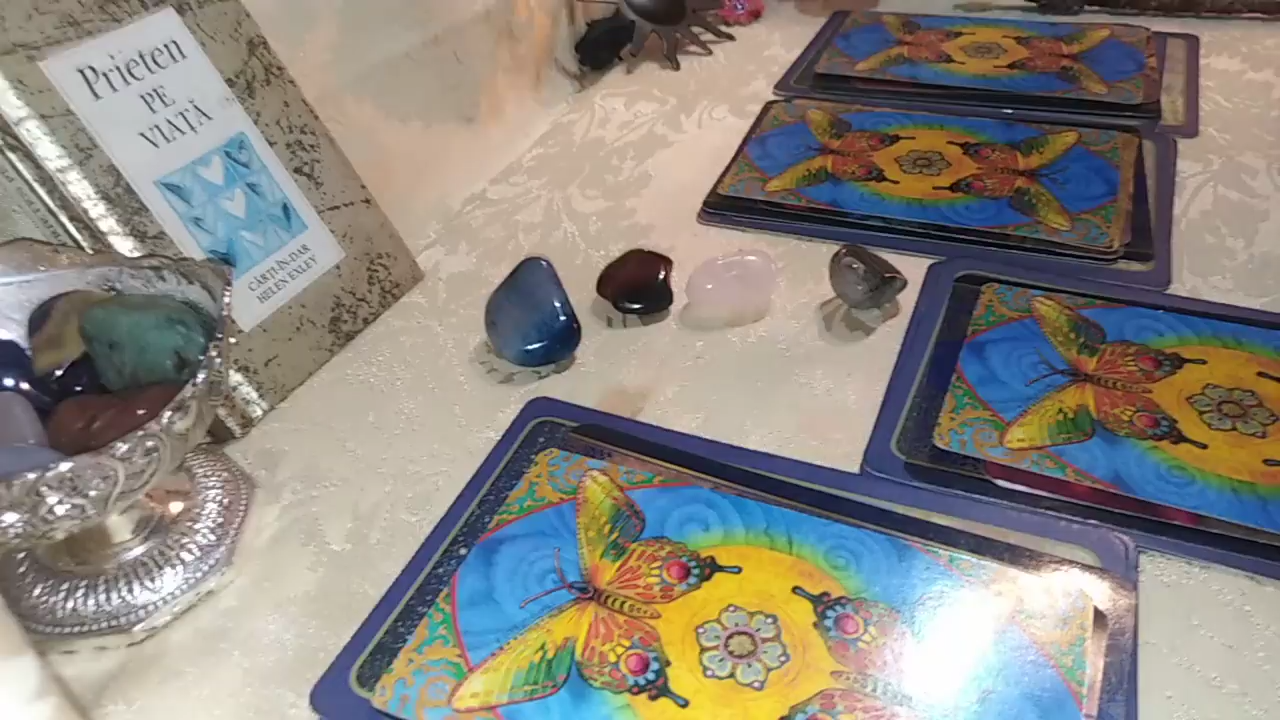 Prieten
PE
VIAȚĂ
CĂRȚI-ÎN-DAR
HELEN EXLEY